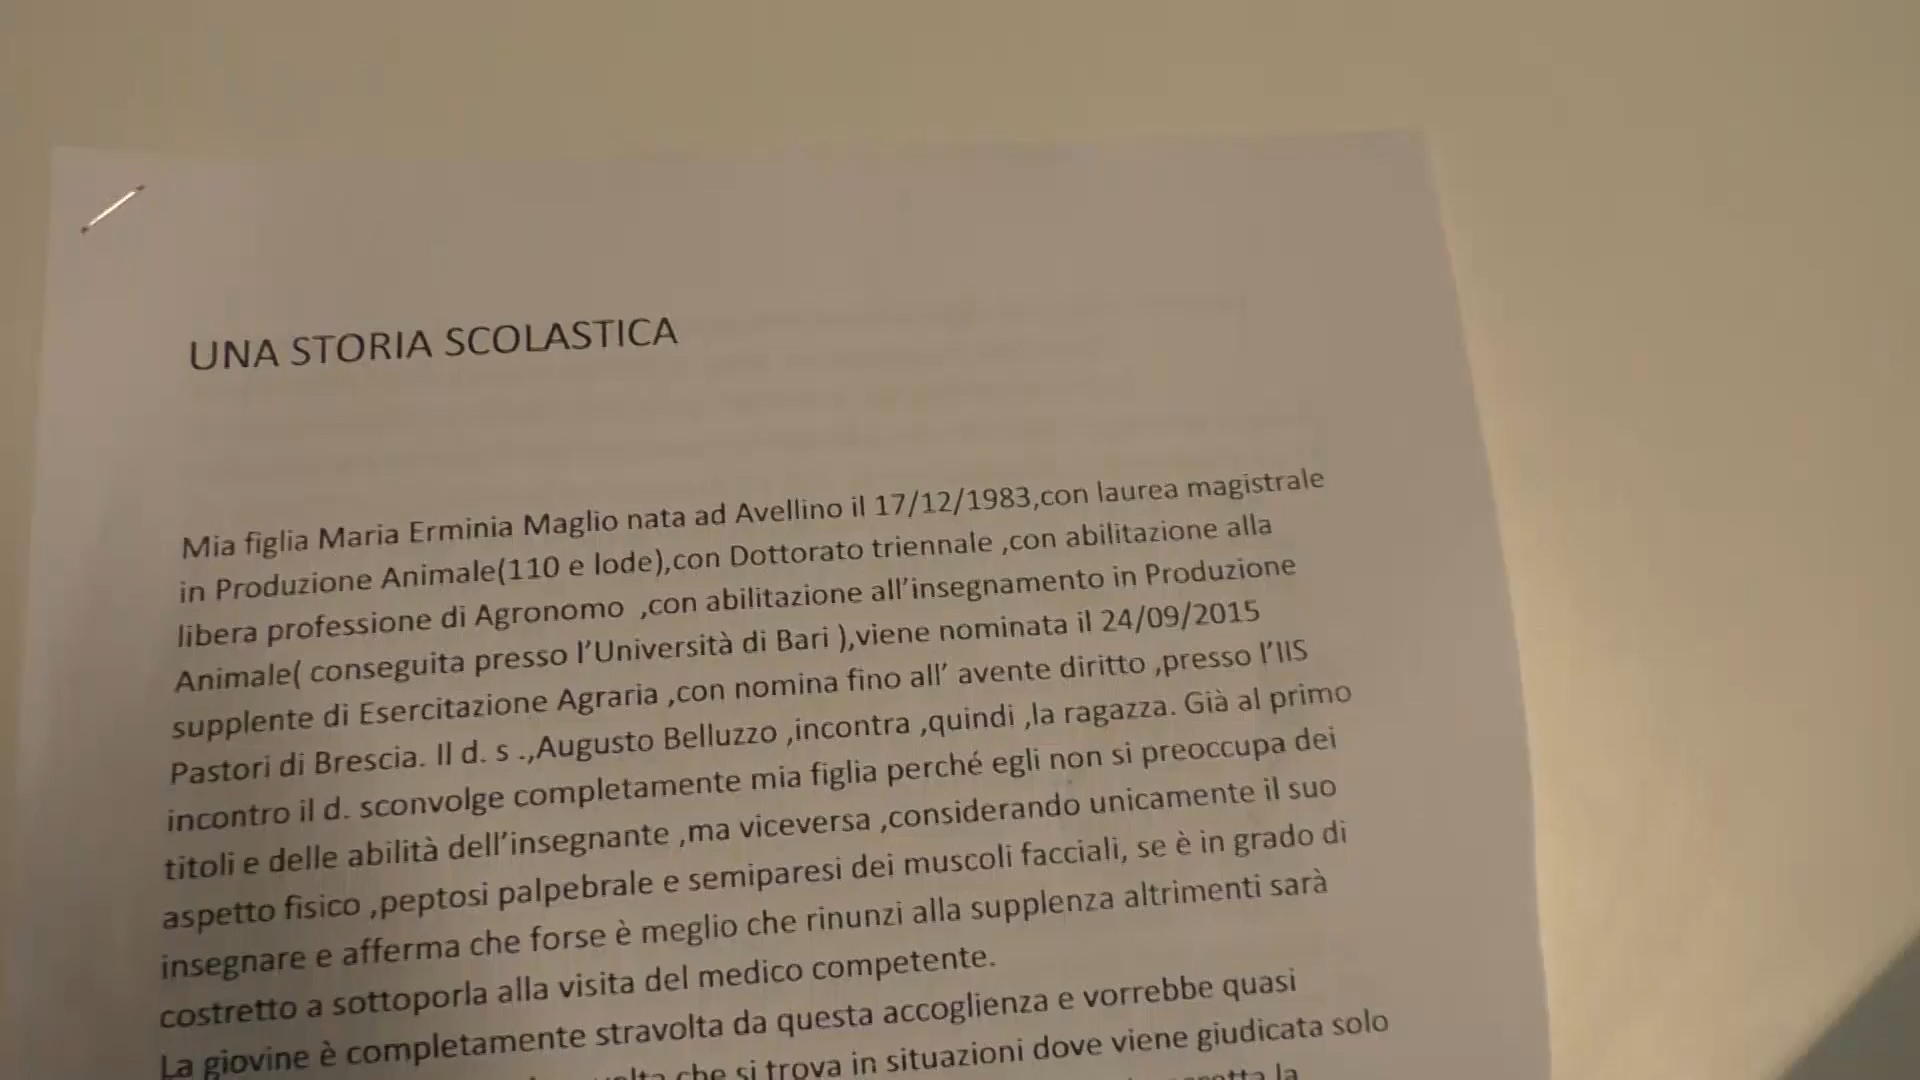 UNA STORIA SCOLASTICA
Mia figlia Maria Erminia Maglio nata ad Avellino il 17/12/1983,con laurea magistrale
in Produzione Animale(110 e lode),con Dottorato triennale ,con abilitazione alla
libera professione di Agronomo ,con abilitazione all'insegnamento in Produzione
Animale( conseguita presso l'Università di Bari ),viene nominata il 24/09/2015
supplente di Esercitazione Agraria ,con nomina fino all' avente diritto ,presso l'IIS
Pastori di Brescia. Il d. s .,Augusto Belluzzo ,incontra ,quindi ,la ragazza. Già al primo
incontro il d. sconvolge completamente mia figlia perché egli non si preoccupa dei
titoli e delle abilità dell'insegnante ,ma viceversa ,considerando unicamente il suo
aspetto fisico ,peptosi palpebrale e semiparesi dei muscoli facciali, se è in grado di
insegnare e afferma che forse è meglio che rinunzi alla supplenza altrimenti sarà
costretto a sottoporla alla visita del medico competente.
La giovine è completamente stravolta da questa accoglienza e vorrebbe quasi
che si trova in situazioni dove viene giudicata solo
la